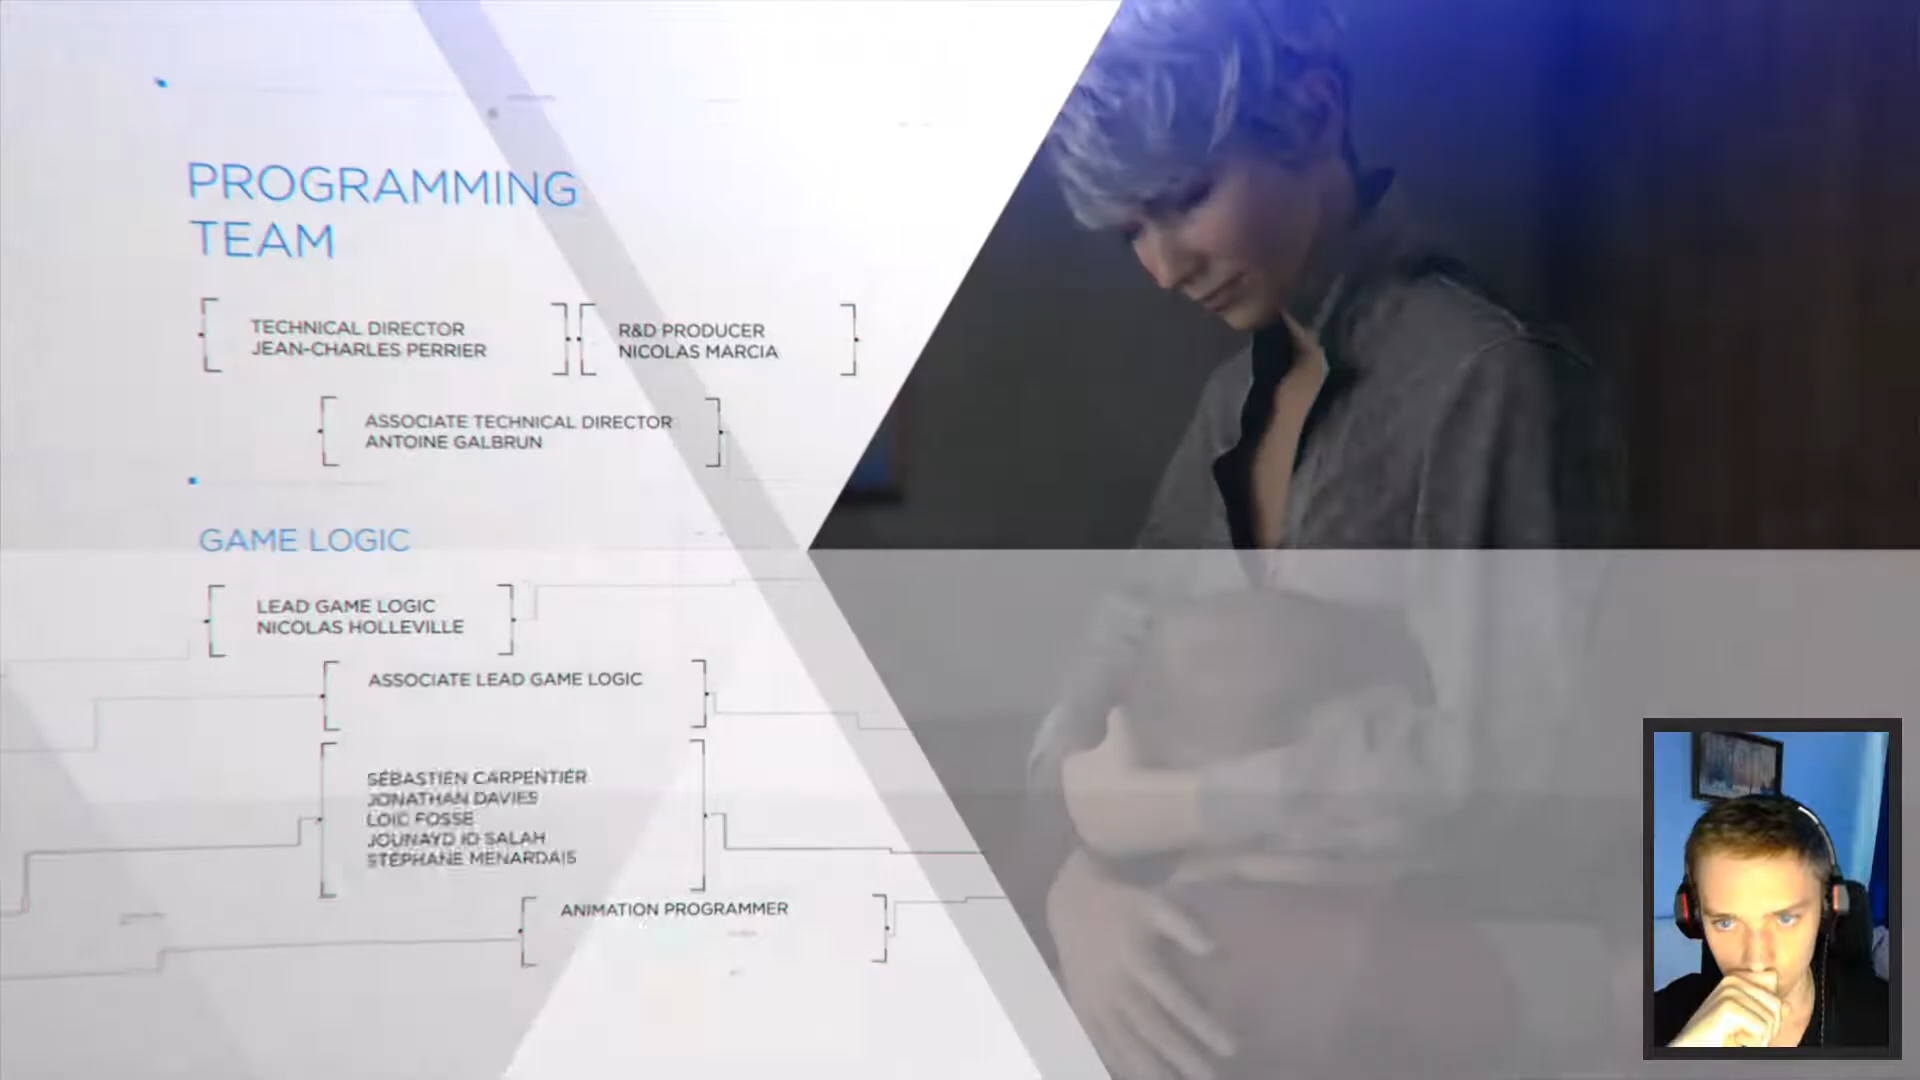 PROGRAMMING
TEAM
TECHNICAL DIRECTOR
JEAN-CHARLES PERRIER
R&D PRODUCER
NICOLAS MARCIA
ASSOCIATE TECHNICAL DIRECTOR
ANTOINE GALBRUN
GAME LOGIC
LEAD GAME LOGIC
NICOLAS HOLLEVILLE
ASSOCIATE LEAD GAME LOGIC
SÉBASTIEN CARPENTIER
JONATHAN DAVIES
LOIC FOSSE
JOUNAYD ID SALAH
STÉPHANE MENARDAIS
ANIMATION PROGRAMMER